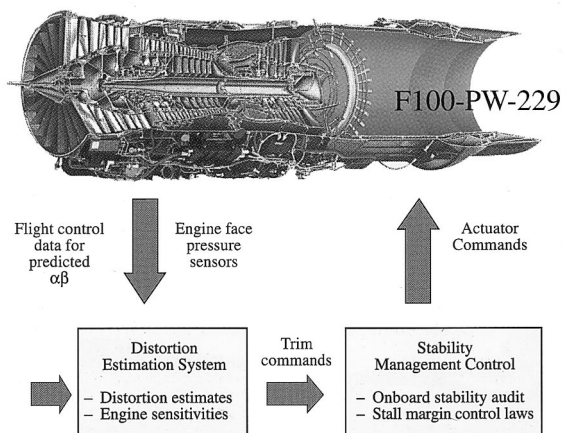 F100-PW-229
Flight control
data for
predicted
αβ
Engine face
pressure
sensors
Actuator
Commands
Distortion
Estimation System
– Distortion estimates
– Engine sensitivities
Trim
commands
Stability
Management Control
– Onboard stability audit
– Stall margin control laws